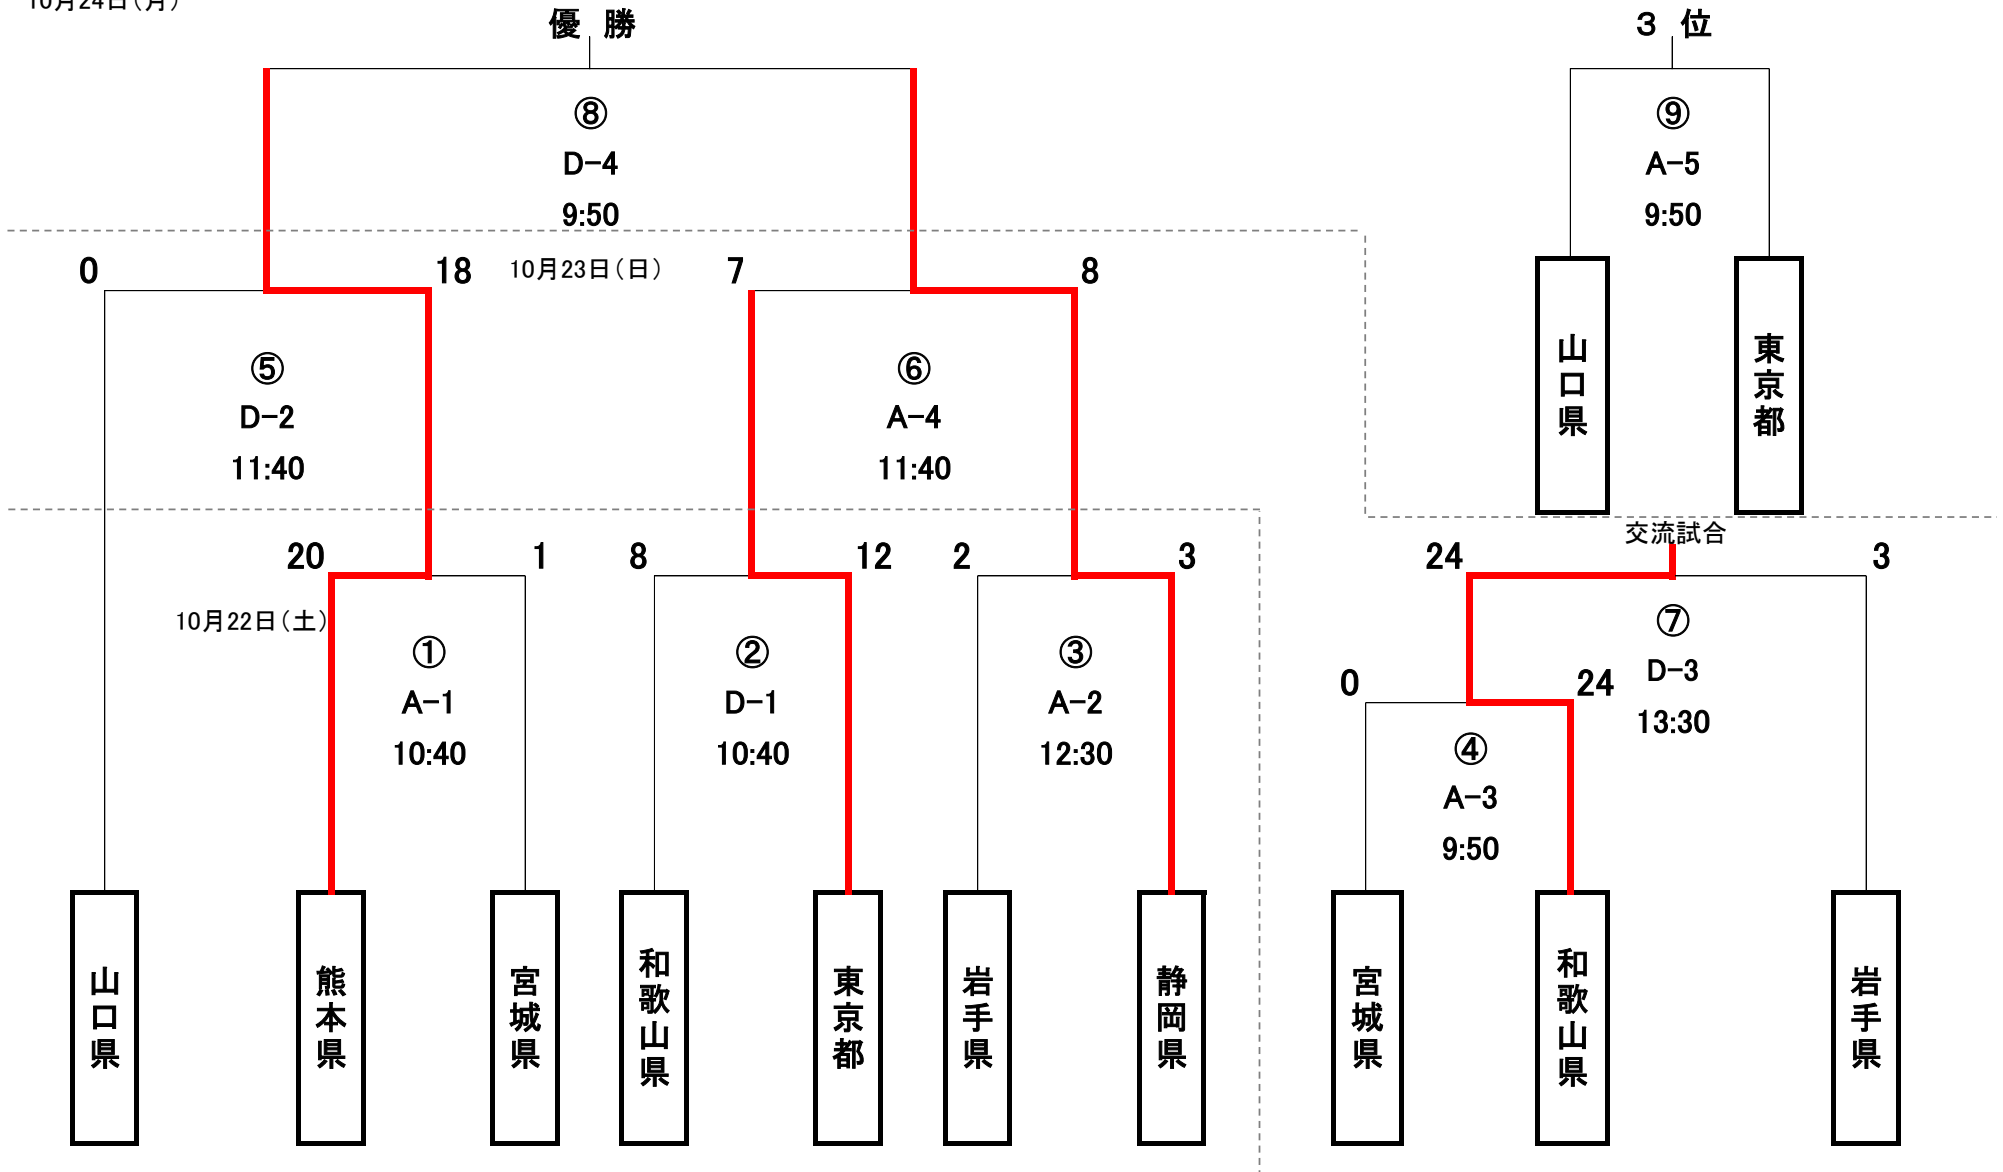 10月24日(月)
優 勝
3 位
⑧
D-4
9:50
⑨
A-5
9:50
山口県
東京都
0
18
10月23日(日)
7
8
⑤
D-2
11:40
⑥
A-4
11:40
交流試合
20
1
8
12
2
3
24
3
10月22日(土)
①
A-1
10:40
②
D-1
10:40
③
A-2
12:30
⑦
D-3
13:30
0
24
④
A-3
9:50
山口県
熊本県
宮城県
和歌山県
東京都
岩手県
静岡県
宮城県
和歌山県
岩手県